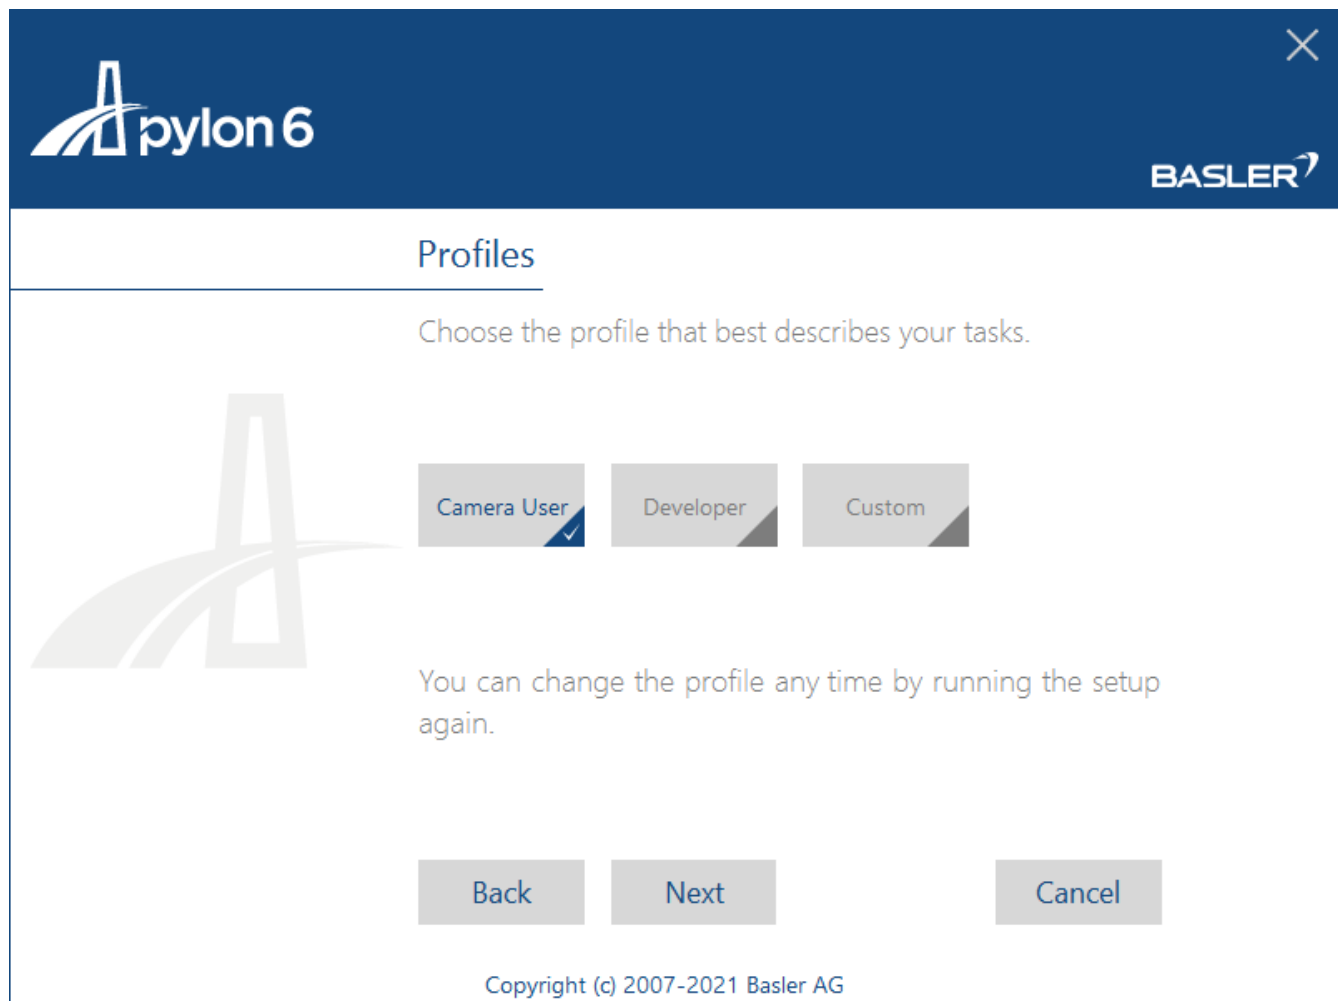 pylon 6
BASLER
Profiles
Choose the profile that best describes your tasks.
Camera User
Developer
Custom
You can change the profile any time by running the setup
again.
Back
Next
Cancel
Copyright (c) 2007-2021 Basler AG